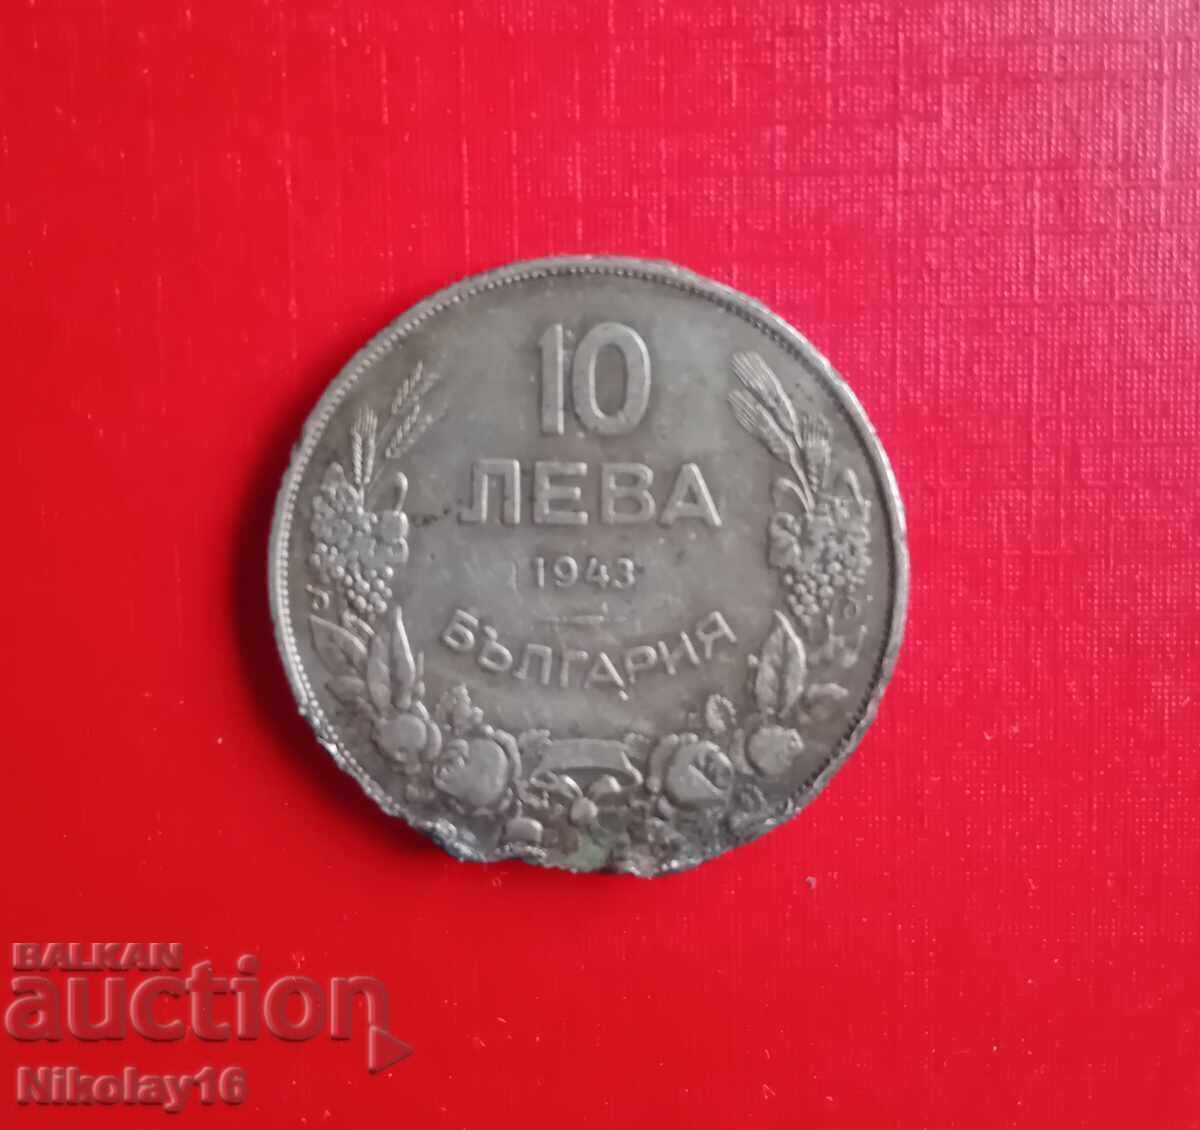 10
ЛЕВА
1943
БЪЛГАРИЯ
BALKAN
auction
Nikolay16